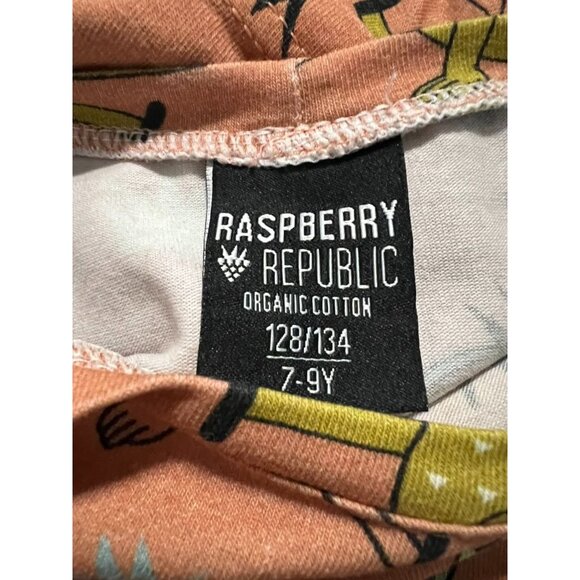 RASPBERRY
REPUBLIC
ORGANIC COTTON
128/134
7-9Y